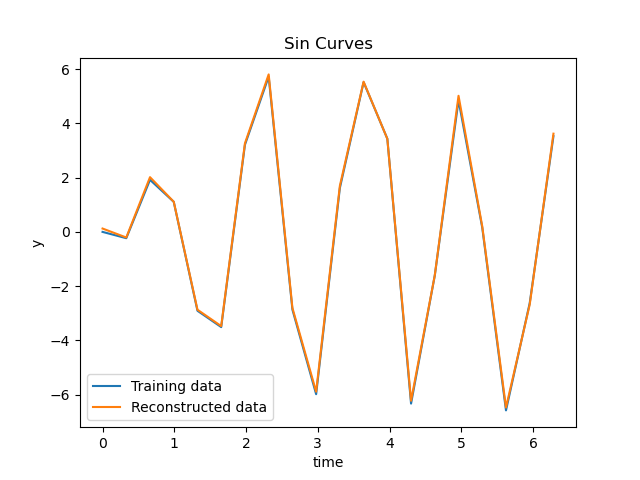 Sin Curves
6
4
2
0
−2
−4
−6
y
Training data
Reconstructed data
0 1 2 3 4 5 6
time